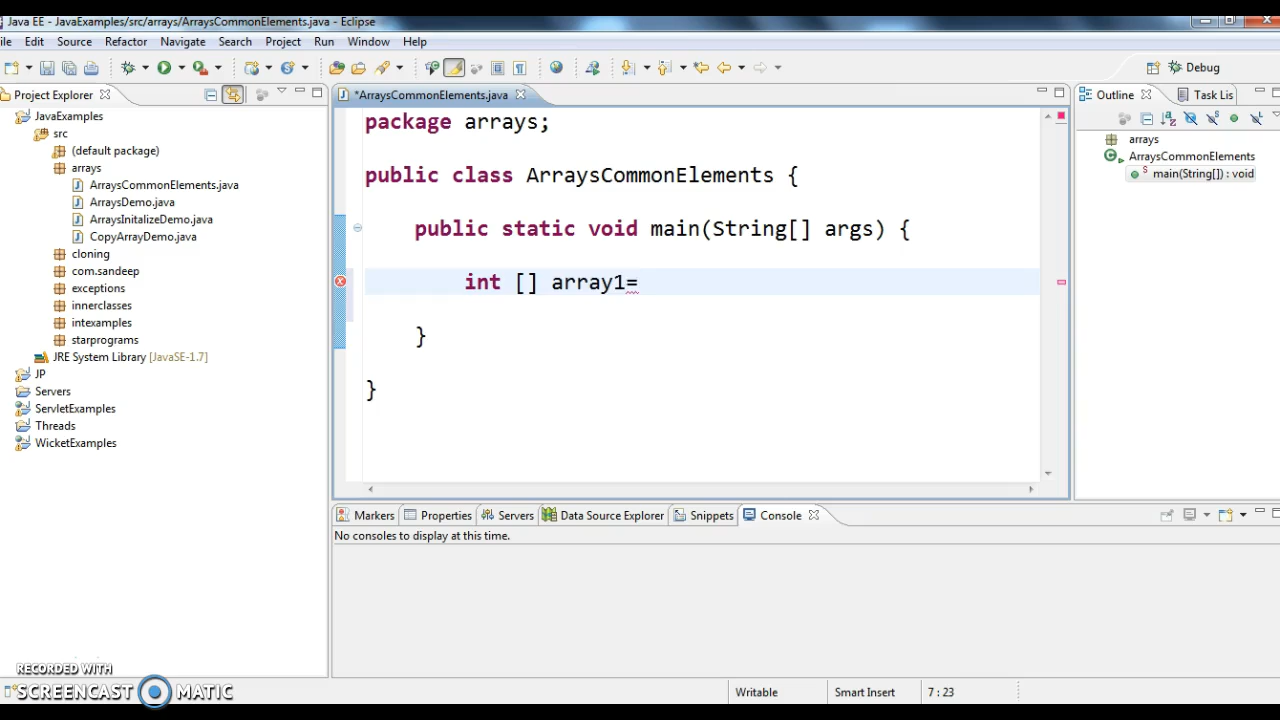 Java EE - JavaExamples/src/arrays/ArraysCommonElements.java - Eclipse
ile Edit Source Refactor Navigate Search Project Run Window Help
Debug
Project Explorer
JavaExamples
src
(default package)
arrays
ArraysCommonElements.java
ArraysDemo.java
ArraysInitalizeDemo.java
CopyArrayDemo.java
cloning
com.sandeep
exceptions
innerclasses
intexamples
starprograms
JRE System Library [JavaSE-1.7]
JP
Servers
ServletExamples
Threads
WicketExamples
*ArraysCommonElements.java
package arrays;
public class ArraysCommonElements {
public static void main(String[] args) {
int [] array1=
}
}
Outline Task Lis
arrays
ArraysCommonElements
main(String[]) : void
Markers Properties Servers Data Source Explorer Snippets Console
No consoles to display at this time.
RECORDED WITH
SCREENCAST MATIC
Writable Smart Insert 7 : 23